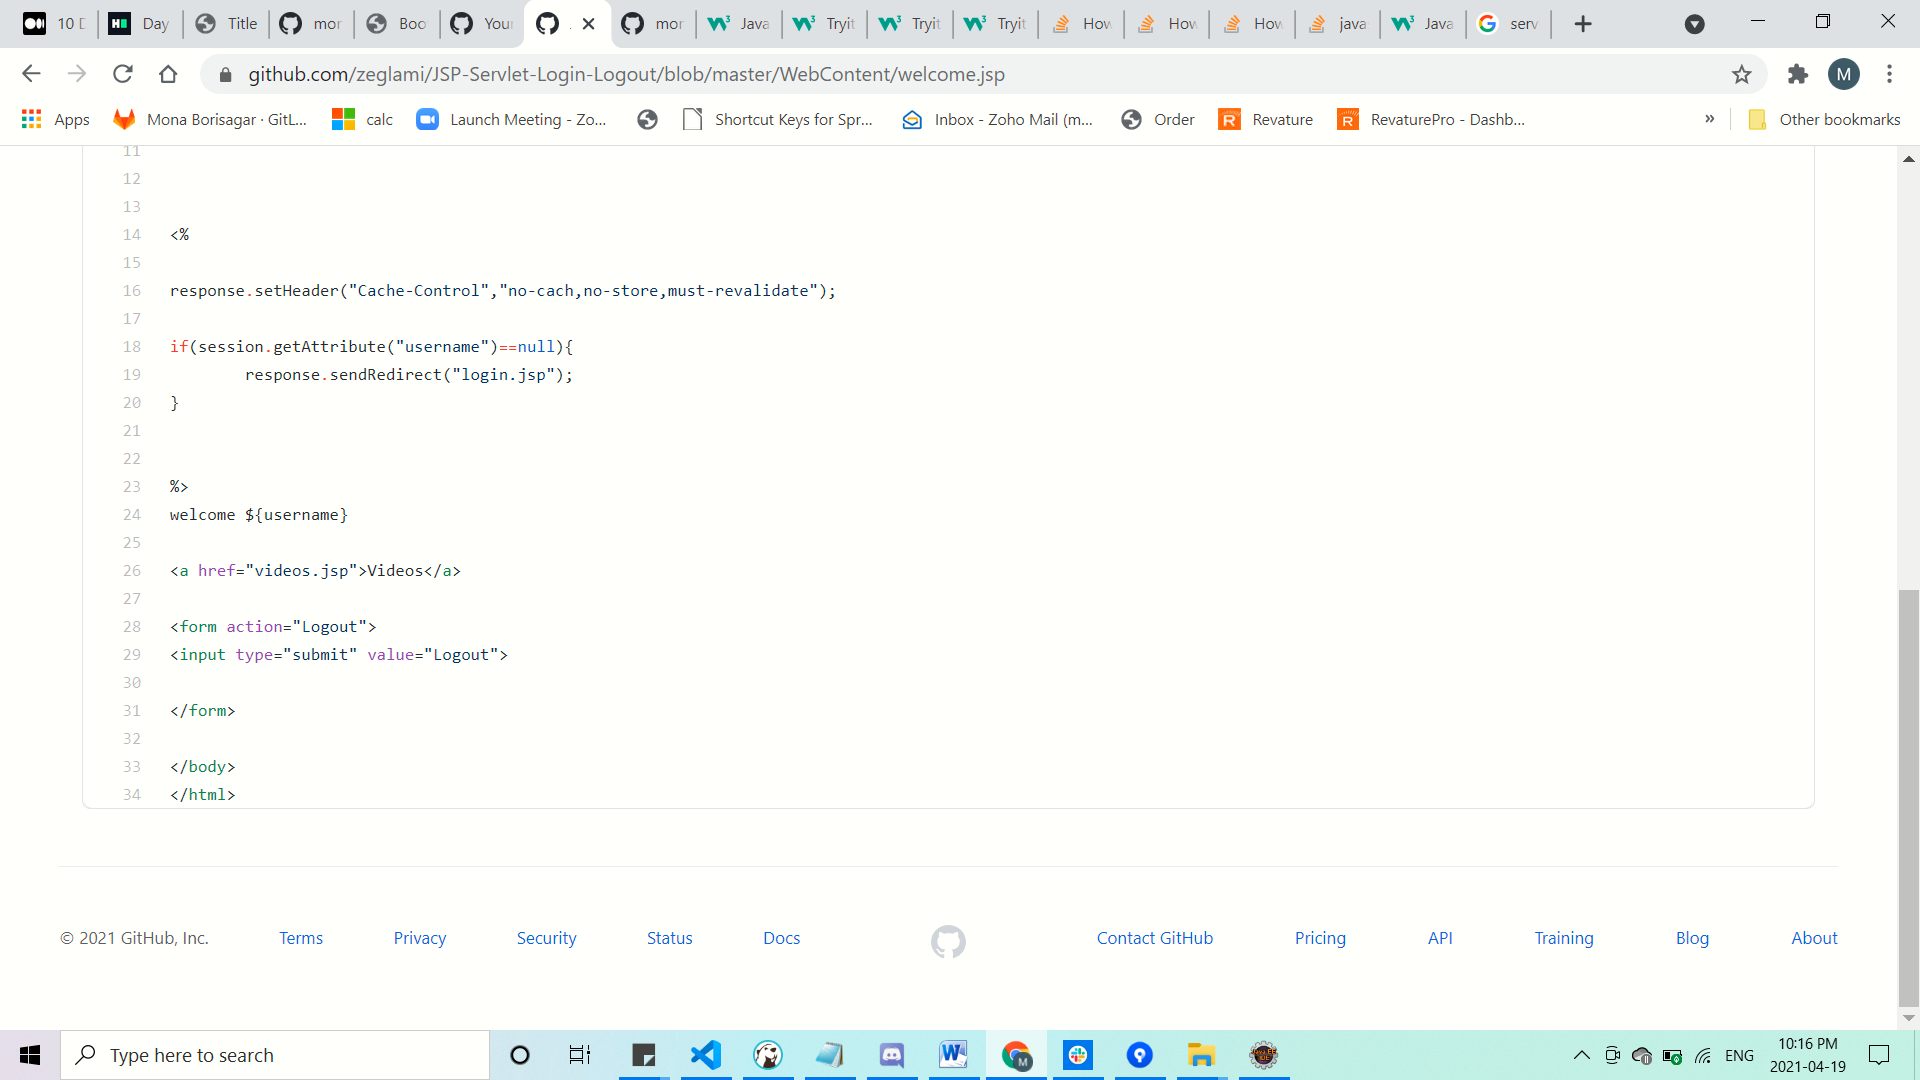 10 D
Day
Title
mor
Boo
Your
mor
Java
Tryit
Tryit
Tryit
How
How
How
java
Java
serv
github.com/zeglami/JSP-Servlet-Login-Logout/blob/master/WebContent/welcome.jsp
M
Apps
Mona Borisagar · GitL...
calc
Launch Meeting - Zo...
Shortcut Keys for Spr...
Inbox - Zoho Mail (m...
Order
Revature
RevaturePro - Dashb...
»
Other bookmarks
11
12
13
14 <%
15
16 response.setHeader("Cache-Control","no-cach,no-store,must-revalidate");
17
18 if(session.getAttribute("username")==null){
19 response.sendRedirect("login.jsp");
20 }
21
22
23 %>
24 welcome ${username}
25
26 <a href="videos.jsp">Videos</a>
27
28 <form action="Logout">
29 <input type="submit" value="Logout">
30
31 </form>
32
33 </body>
34 </html>
© 2021 GitHub, Inc.
Terms
Privacy
Security
Status
Docs
Contact GitHub
Pricing
API
Training
Blog
About
Type here to search
ENG
10:16 PM
2021-04-19